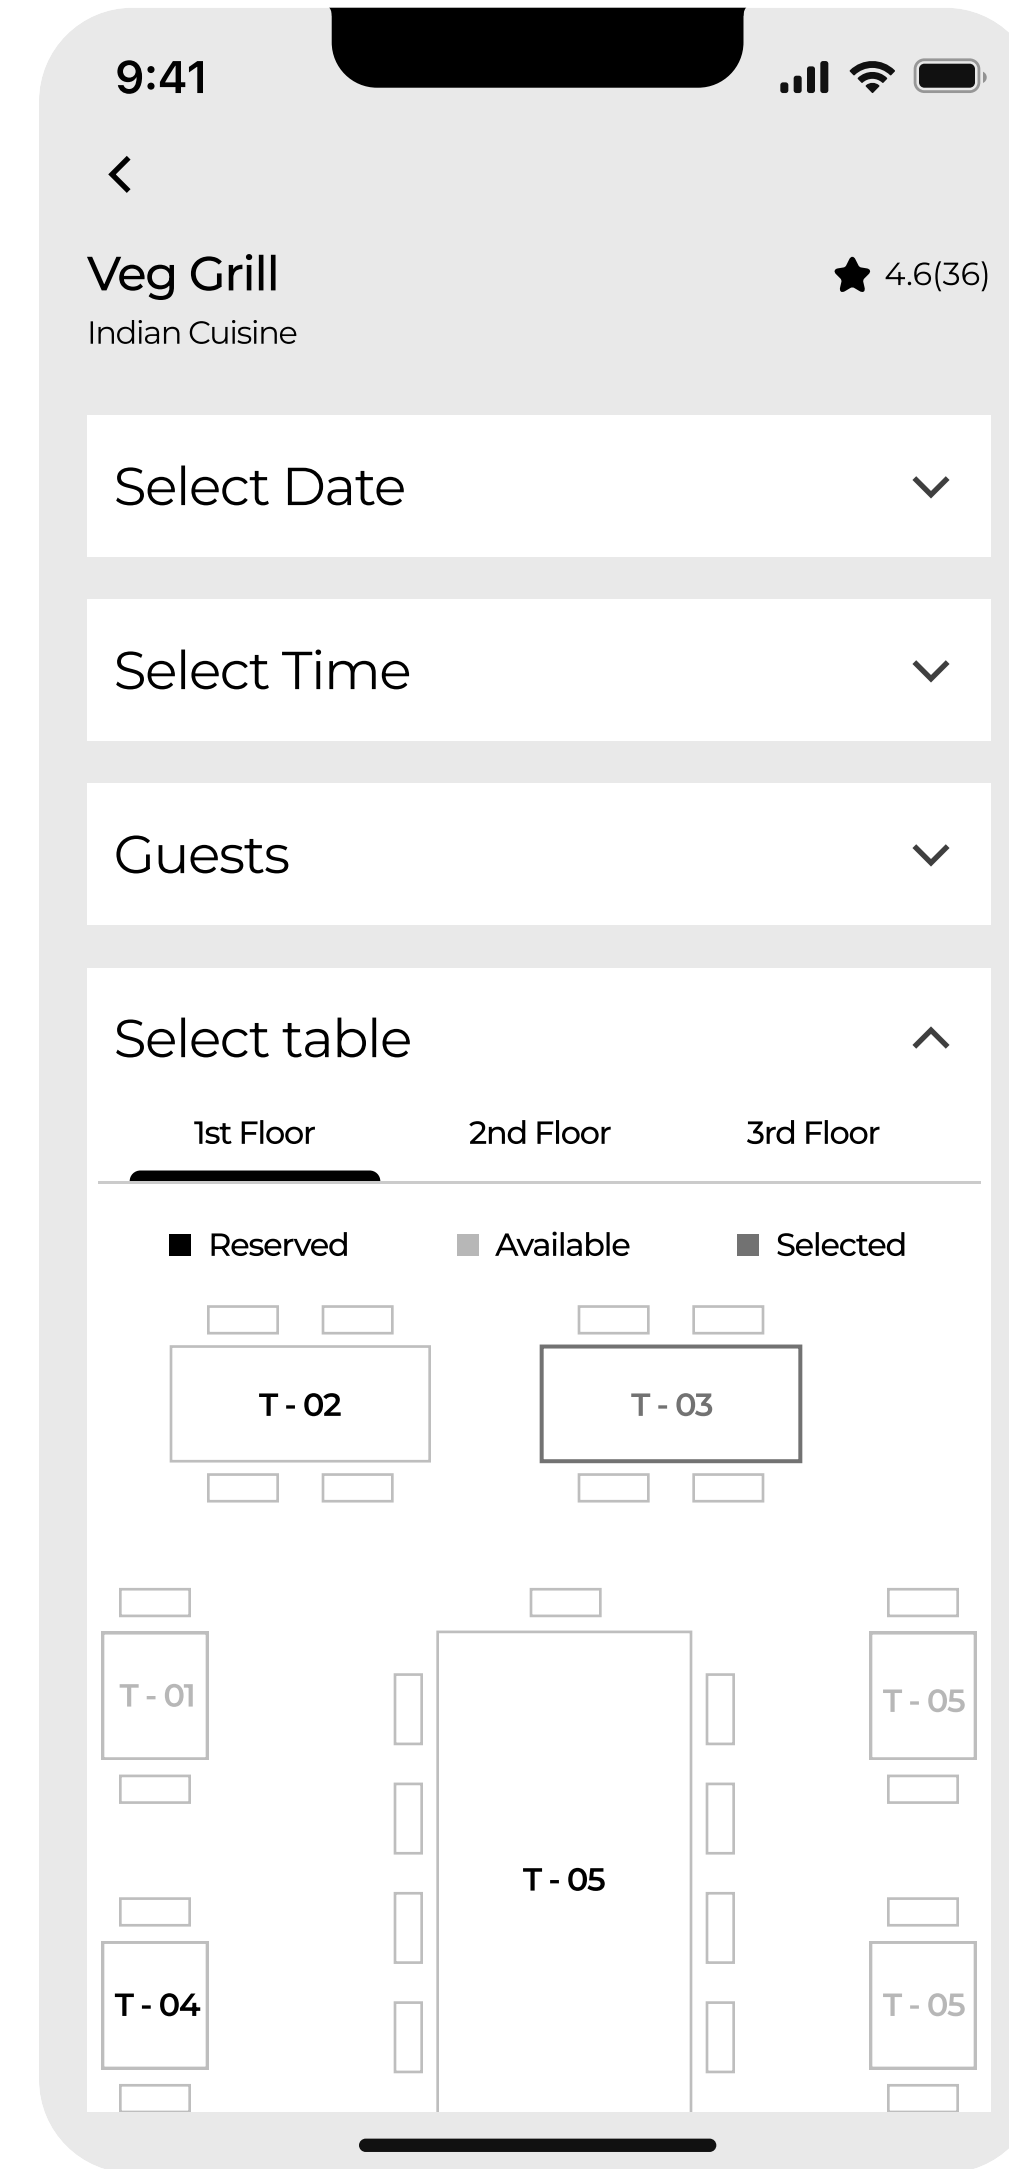 9:41
Veg Grill
4.6(36)
Indian Cuisine
Select Date
Select Time
Guests
Select table
1st Floor 2nd Floor 3rd Floor
Reserved Available Selected
T - 02 T - 03
T - 01
T - 05
T - 05
T - 04
T - 05